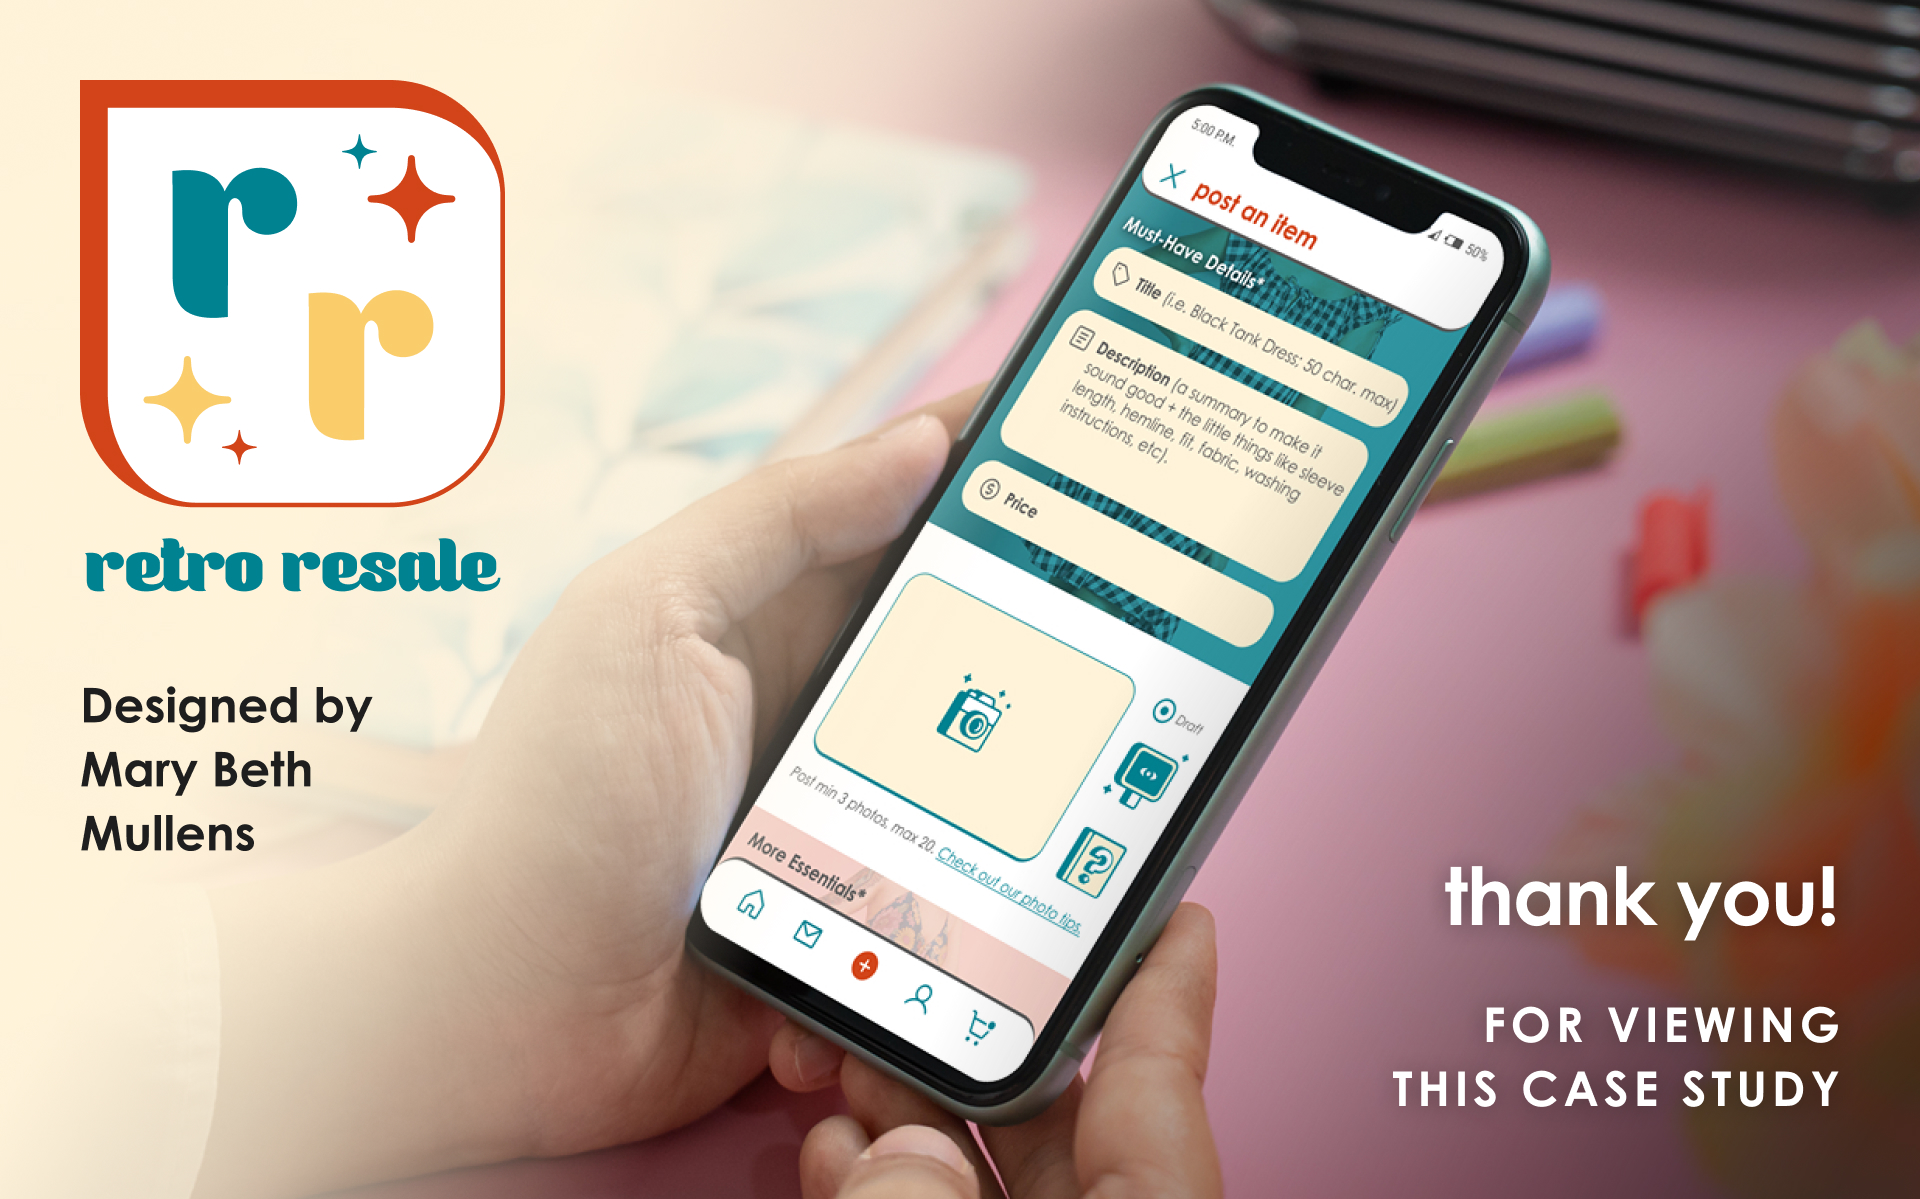 r
r
retro resale
Designed by
Mary Beth
Mullens
5:00 P.M.
50%
post an item
Must-Have Details*
Title (i.e. Black Tank Dress; 50 char. max)
Description (a summary to make it
sound good + the little things like sleeve
length, hemline, fit, fabric, washing
instructions, etc).
Price
Draft
Post min 3 photos, max 20. Check out our photo tips.
More Essentials*
thank you!
FOR VIEWING
THIS CASE STUDY